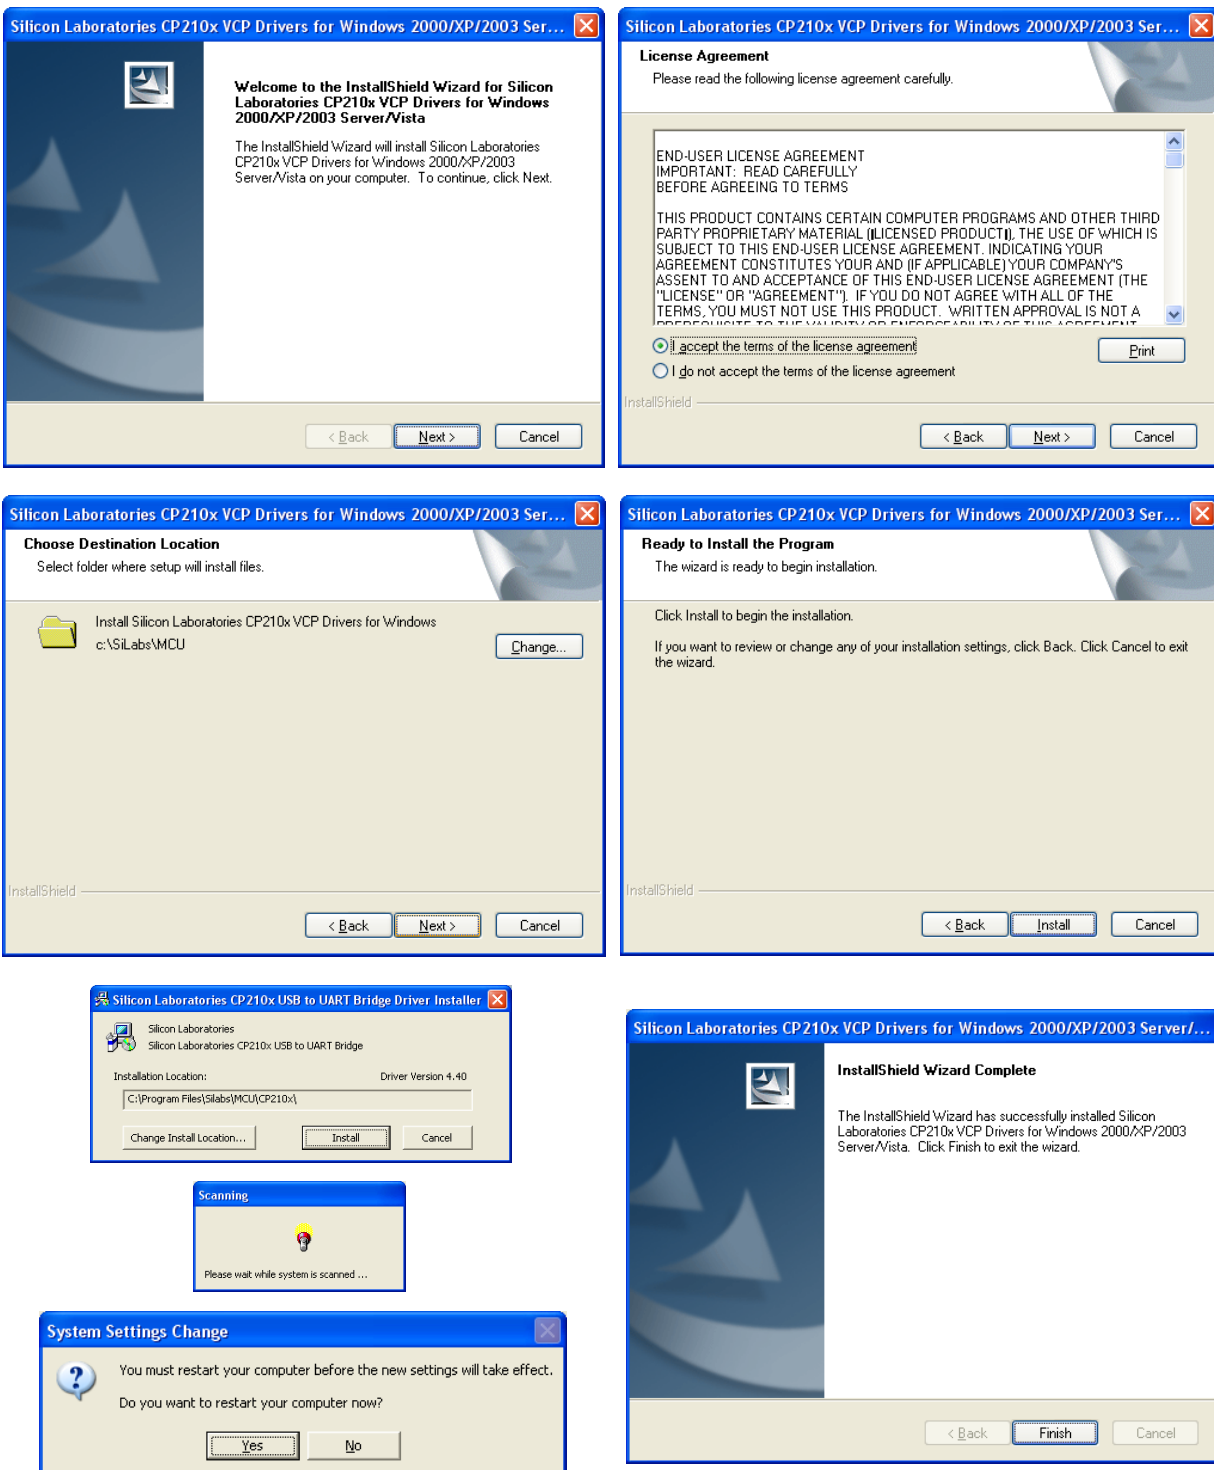 Silicon Laboratories CP210x VCP Drivers for Windows 2000/XP/2003 Ser...
Welcome to the InstallShield Wizard for Silicon
Laboratories CP210x VCP Drivers for Windows
2000/XP/2003 Server/Vista
The InstallShield Wizard will install Silicon Laboratories
CP210x VCP Drivers for Windows 2000/XP/2003
Server/Vista on your computer. To continue, click Next.
< Back
Next >
Cancel
Silicon Laboratories CP210x VCP Drivers for Windows 2000/XP/2003 Ser...
License Agreement
Please read the following license agreement carefully.
END-USER LICENSE AGREEMENT
IMPORTANT: READ CAREFULLY
BEFORE AGREEING TO TERMS
THIS PRODUCT CONTAINS CERTAIN COMPUTER PROGRAMS AND OTHER THIRD
PARTY PROPRIETARY MATERIAL (LICENSED PRODUCT), THE USE OF WHICH IS
SUBJECT TO THIS END-USER LICENSE AGREEMENT. INDICATING YOUR
AGREEMENT CONSTITUTES YOUR AND (IF APPLICABLE) YOUR COMPANY'S
ASSENT TO AND ACCEPTANCE OF THIS END-USER LICENSE AGREEMENT (THE
"LICENSE" OR "AGREEMENT"). IF YOU DO NOT AGREE WITH ALL OF THE
TERMS, YOU MUST NOT USE THIS PRODUCT. WRITTEN APPROVAL IS NOT A
PREREQUISITE TO THE VALIDITY OR ENFORCEABILITY OF THIS AGREEMENT
I accept the terms of the license agreement
Print
I do not accept the terms of the license agreement
InstallShield
< Back
Next >
Cancel
Silicon Laboratories CP210x VCP Drivers for Windows 2000/XP/2003 Ser...
Choose Destination Location
Select folder where setup will install files.
Install Silicon Laboratories CP210x VCP Drivers for Windows
c:\SiLabs\MCU
Change...
InstallShield
< Back
Next >
Cancel
Silicon Laboratories CP210x VCP Drivers for Windows 2000/XP/2003 Ser...
Ready to Install the Program
The wizard is ready to begin installation.
Click Install to begin the installation.
If you want to review or change any of your installation settings, click Back. Click Cancel to exit
the wizard.
InstallShield
< Back
Install
Cancel
Silicon Laboratories CP210x USB to UART Bridge Driver Installer
Silicon Laboratories
Silicon Laboratories CP210x USB to UART Bridge
Installation Location:
Driver Version 4.40
C:\Program Files\Silabs\MCU\CP210x\
Change Install Location...
Install
Cancel
Scanning
Please wait while system is scanned ...
System Settings Change
You must restart your computer before the new settings will take effect.
Do you want to restart your computer now?
Yes
No
Silicon Laboratories CP210x VCP Drivers for Windows 2000/XP/2003 Server/...
InstallShield Wizard Complete
The InstallShield Wizard has successfully installed Silicon
Laboratories CP210x VCP Drivers for Windows 2000/XP/2003
Server/Vista. Click Finish to exit the wizard.
< Back
Finish
Cancel